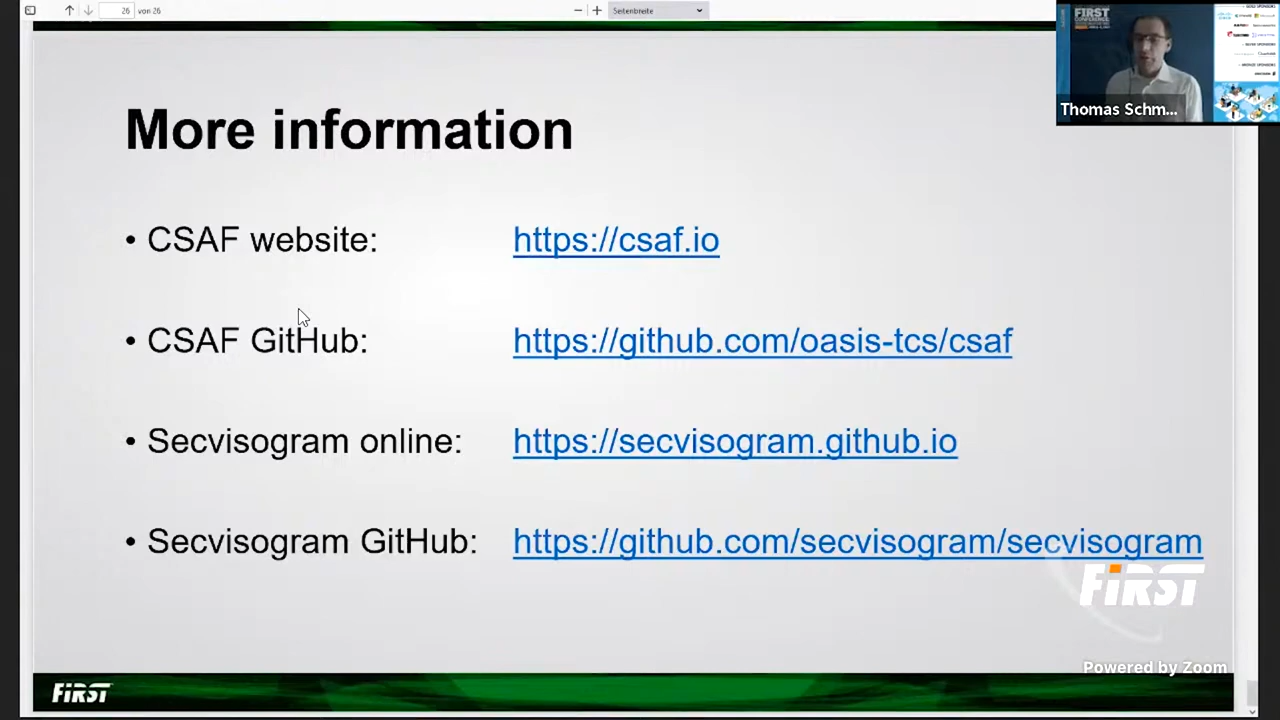 26 von 26
Seitenbreite
FIRST
CONFERENCE
Thomas Schm...
More information
• CSAF website: https://csaf.io
• CSAF GitHub: https://github.com/oasis-tcs/csaf
• Secvisogram online: https://secvisogram.github.io
• Secvisogram GitHub: https://github.com/secvisogram/secvisogram
FiRST
Powered by Zoom
FiRST